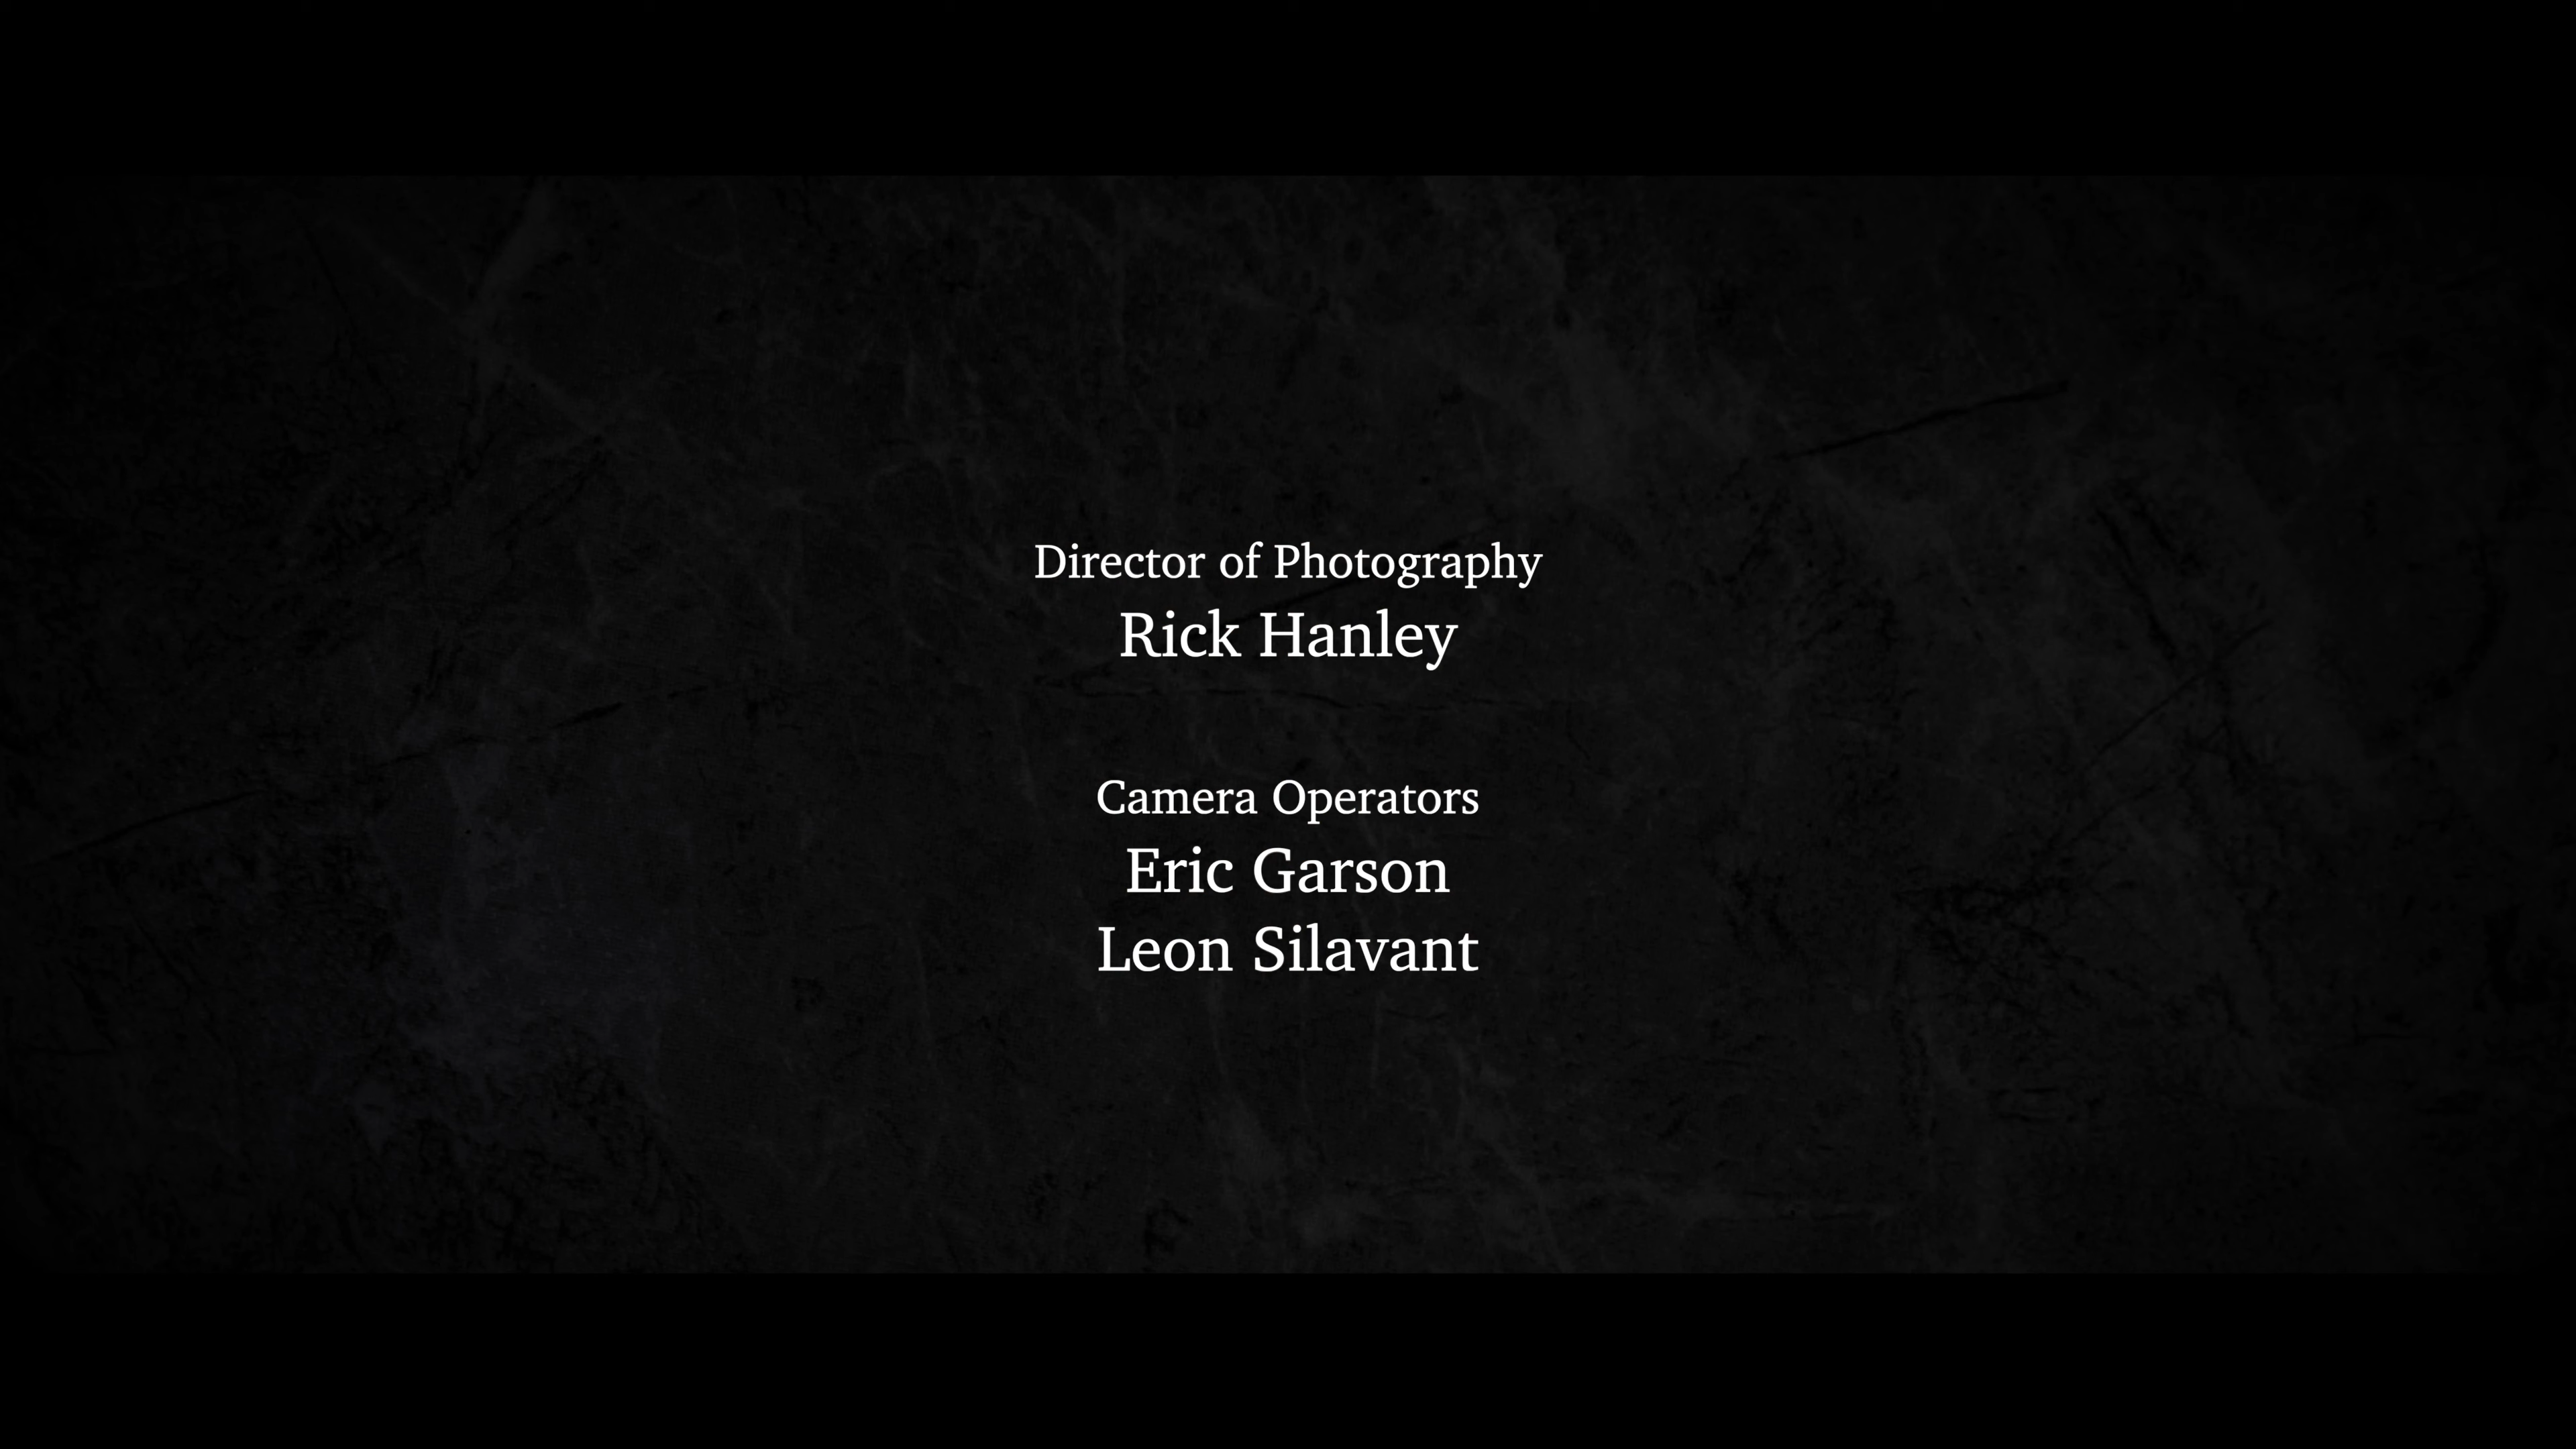 Director of Photography
Rick Hanley
Camera Operators
Eric Garson
Leon Silavant